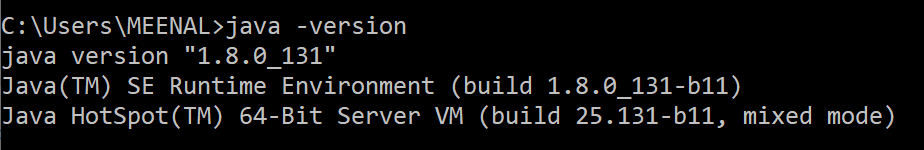 C:\Users\MEENAL>java -version
java version "1.8.0_131"
Java(TM) SE Runtime Environment (build 1.8.0_131-b11)
Java HotSpot(TM) 64-Bit Server VM (build 25.131-b11, mixed mode)